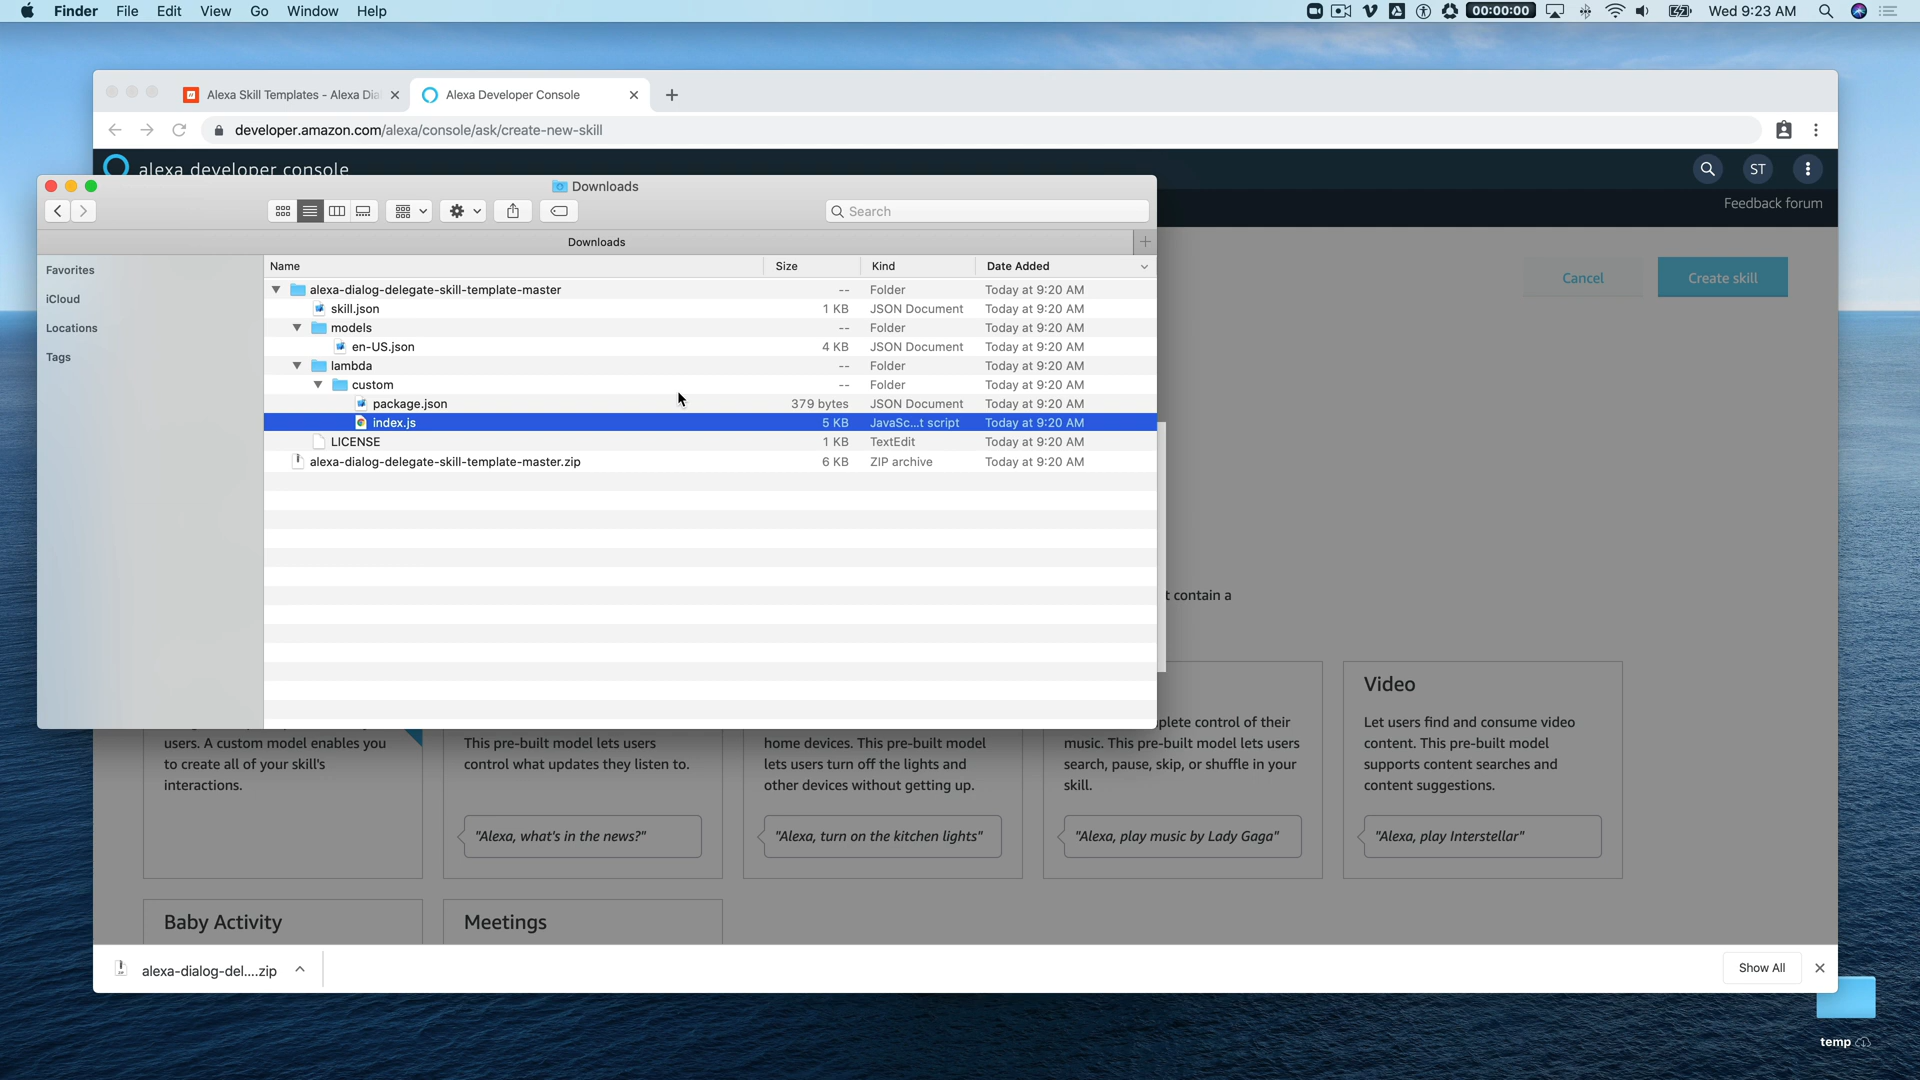 Finder File Edit View Go Window Help
00:00:00 Wed 9:23 AM
Alexa Skill Templates - Alexa Dia
Alexa Developer Console
developer.amazon.com/alexa/console/ask/create-new-skill
alexa developer console
ST
Feedback forum
Cancel
Create skill
Downloads
Search
Downloads
Favorites
iCloud
Locations
Tags
Name Size Kind Date Added
alexa-dialog-delegate-skill-template-master -- Folder Today at 9:20 AM
skill.json 1 KB JSON Document Today at 9:20 AM
models -- Folder Today at 9:20 AM
en-US.json 4 KB JSON Document Today at 9:20 AM
lambda -- Folder Today at 9:20 AM
custom -- Folder Today at 9:20 AM
package.json 379 bytes JSON Document Today at 9:20 AM
index.js 5 KB JavaSc...t script Today at 9:20 AM
LICENSE 1 KB TextEdit Today at 9:20 AM
alexa-dialog-delegate-skill-template-master.zip 6 KB ZIP archive Today at 9:20 AM
t contain a
users. A custom model enables you
to create all of your skill's
interactions.
This pre-built model lets users
control what updates they listen to.
"Alexa, what's in the news?"
home devices. This pre-built model
lets users turn off the lights and
other devices without getting up.
"Alexa, turn on the kitchen lights"
plete control of their
music. This pre-built model lets users
search, pause, skip, or shuffle in your
skill.
"Alexa, play music by Lady Gaga"
Video
Let users find and consume video
content. This pre-built model
supports content searches and
content suggestions.
"Alexa, play Interstellar"
Baby Activity
Meetings
alexa-dialog-del....zip
Show All
temp